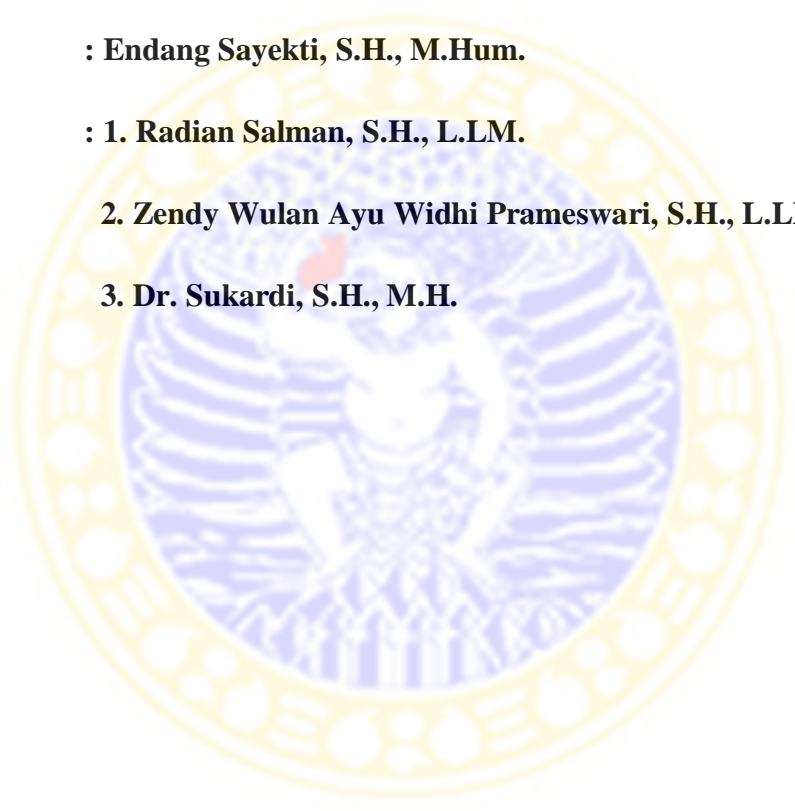 : Endang Sayekti, S.H., M.Hum.
: 1. Radian Salman, S.H., L.LM.
2. Zendy Wulan Ayu Widhi Prameswari, S.H.,
3. Dr. Sukardi, S.H., M.H.